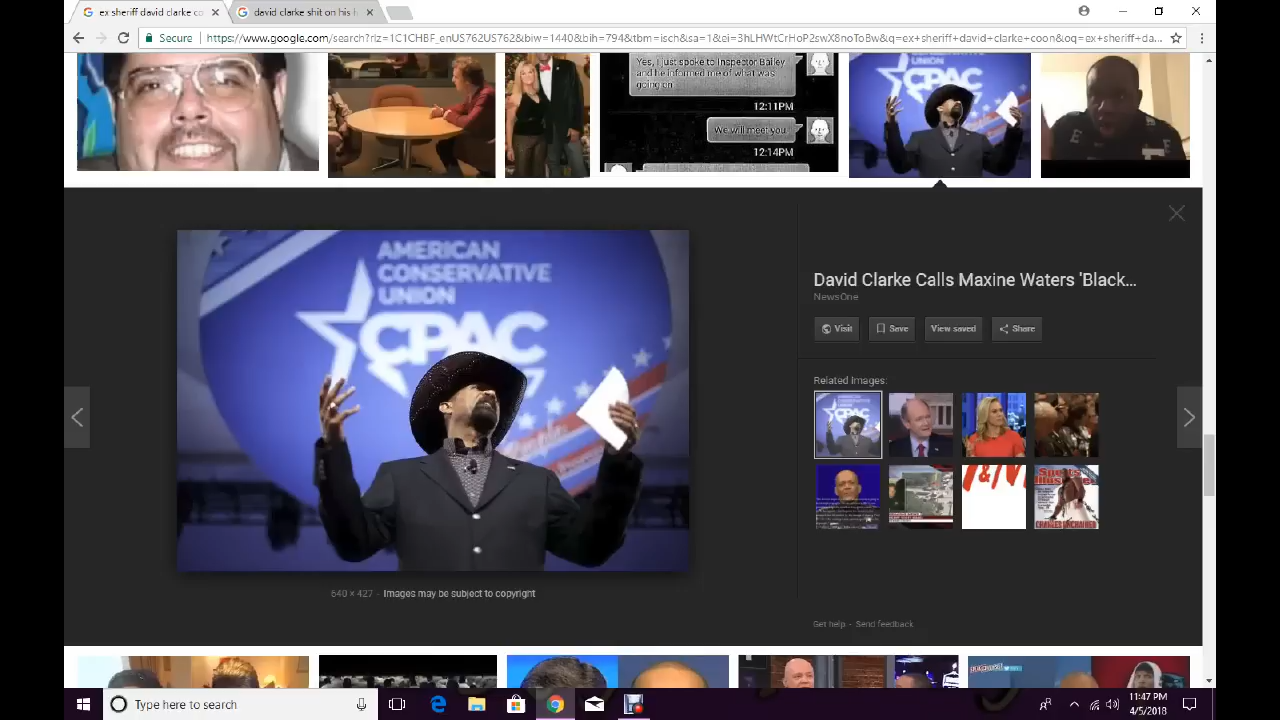 ex sheriff david clarke co
david clarke shit on his b
Secure
https://www.google.com/search?rlz=1C1CHBF_enUS762US762&biw=1440&bih=794&tbm=isch&sa=1&ei=3hLHWtCrHoP2swX8noToBw&q=ex+sheriff+david+clarke+coon&oq=ex+sheriff+da...
Yes, I just spoke to Inspector Bailey
and he informed me of what was
going on
12:11PM
We will meet you
12:14PM
UNION
CPAC
AMERICAN
CONSERVATIVE
UNION
CPAC
David Clarke Calls Maxine Waters 'Black...
NewsOne
Visit
Save
View saved
Share
Related images:
CPAC
Sports
640 × 427 - Images may be subject to copyright
Get help - Send feedback
Type here to search
11:47 PM
4/5/2018